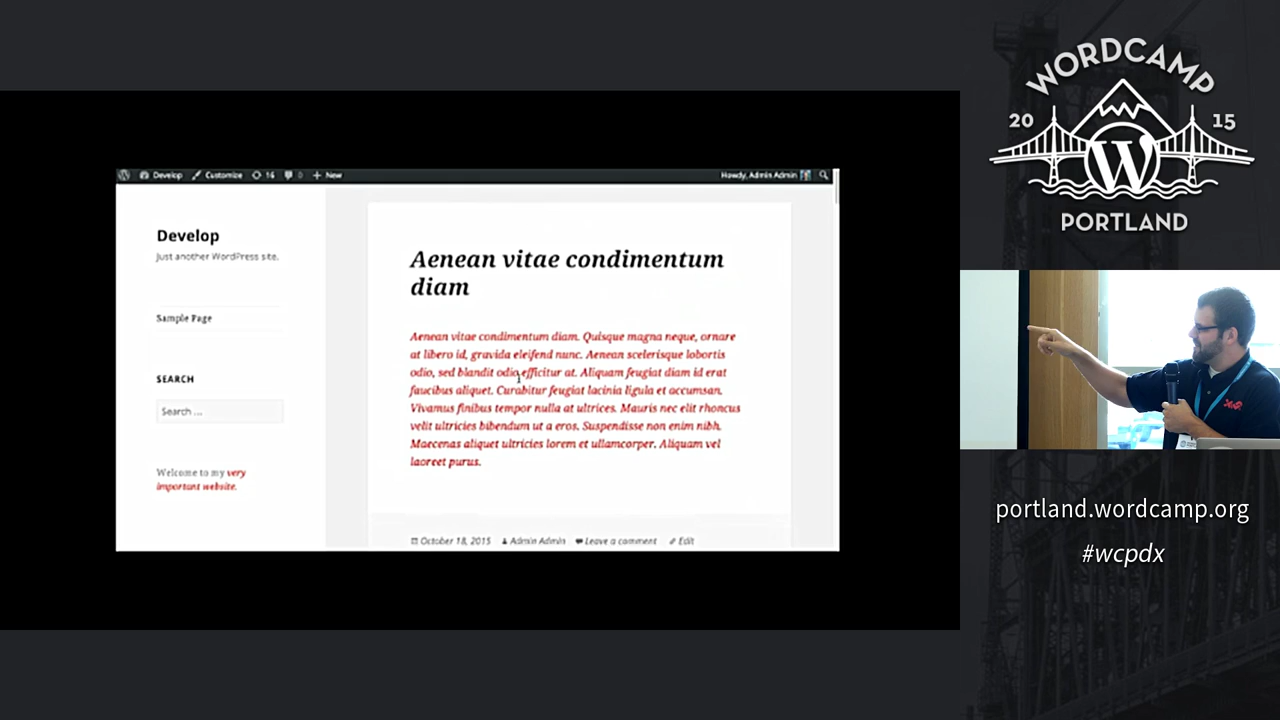 Develop Customize 16 0 New Howdy, Admin Admin
Develop
Just another WordPress site.
Sample Page
SEARCH
Search ...
Welcome to my very
important website.
Aenean vitae condimentum
diam
Aenean vitae condimentum diam. Quisque magna neque, ornare
at libero id, gravida eleifend nunc. Aenean scelerisque lobortis
odio, sed blandit odio efficitur at. Aliquam feugiat diam id erat
faucibus aliquet. Curabitur feugiat lacinia ligula et accumsan.
Vivamus finibus tempor nulla at ultrices. Mauris nec elit rhoncus
velit ultricies bibendum ut a eros. Suspendisse non enim nibh.
Maecenas aliquet ultricies lorem et ullamcorper. Aliquam vel
laoreet purus.
October 18, 2015 Admin Admin Leave a comment Edit
WORDCAMP
20 15
W
PORTLAND
portland.wordcamp.org
#wcpdx